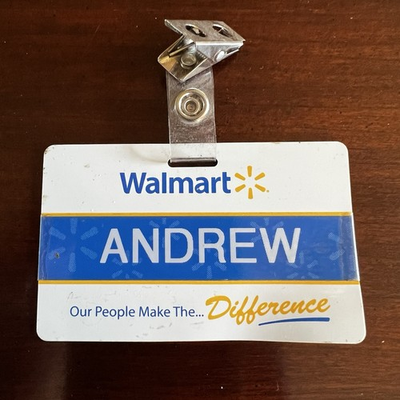 Walmart
ANDREW
Our People Make The... Difference